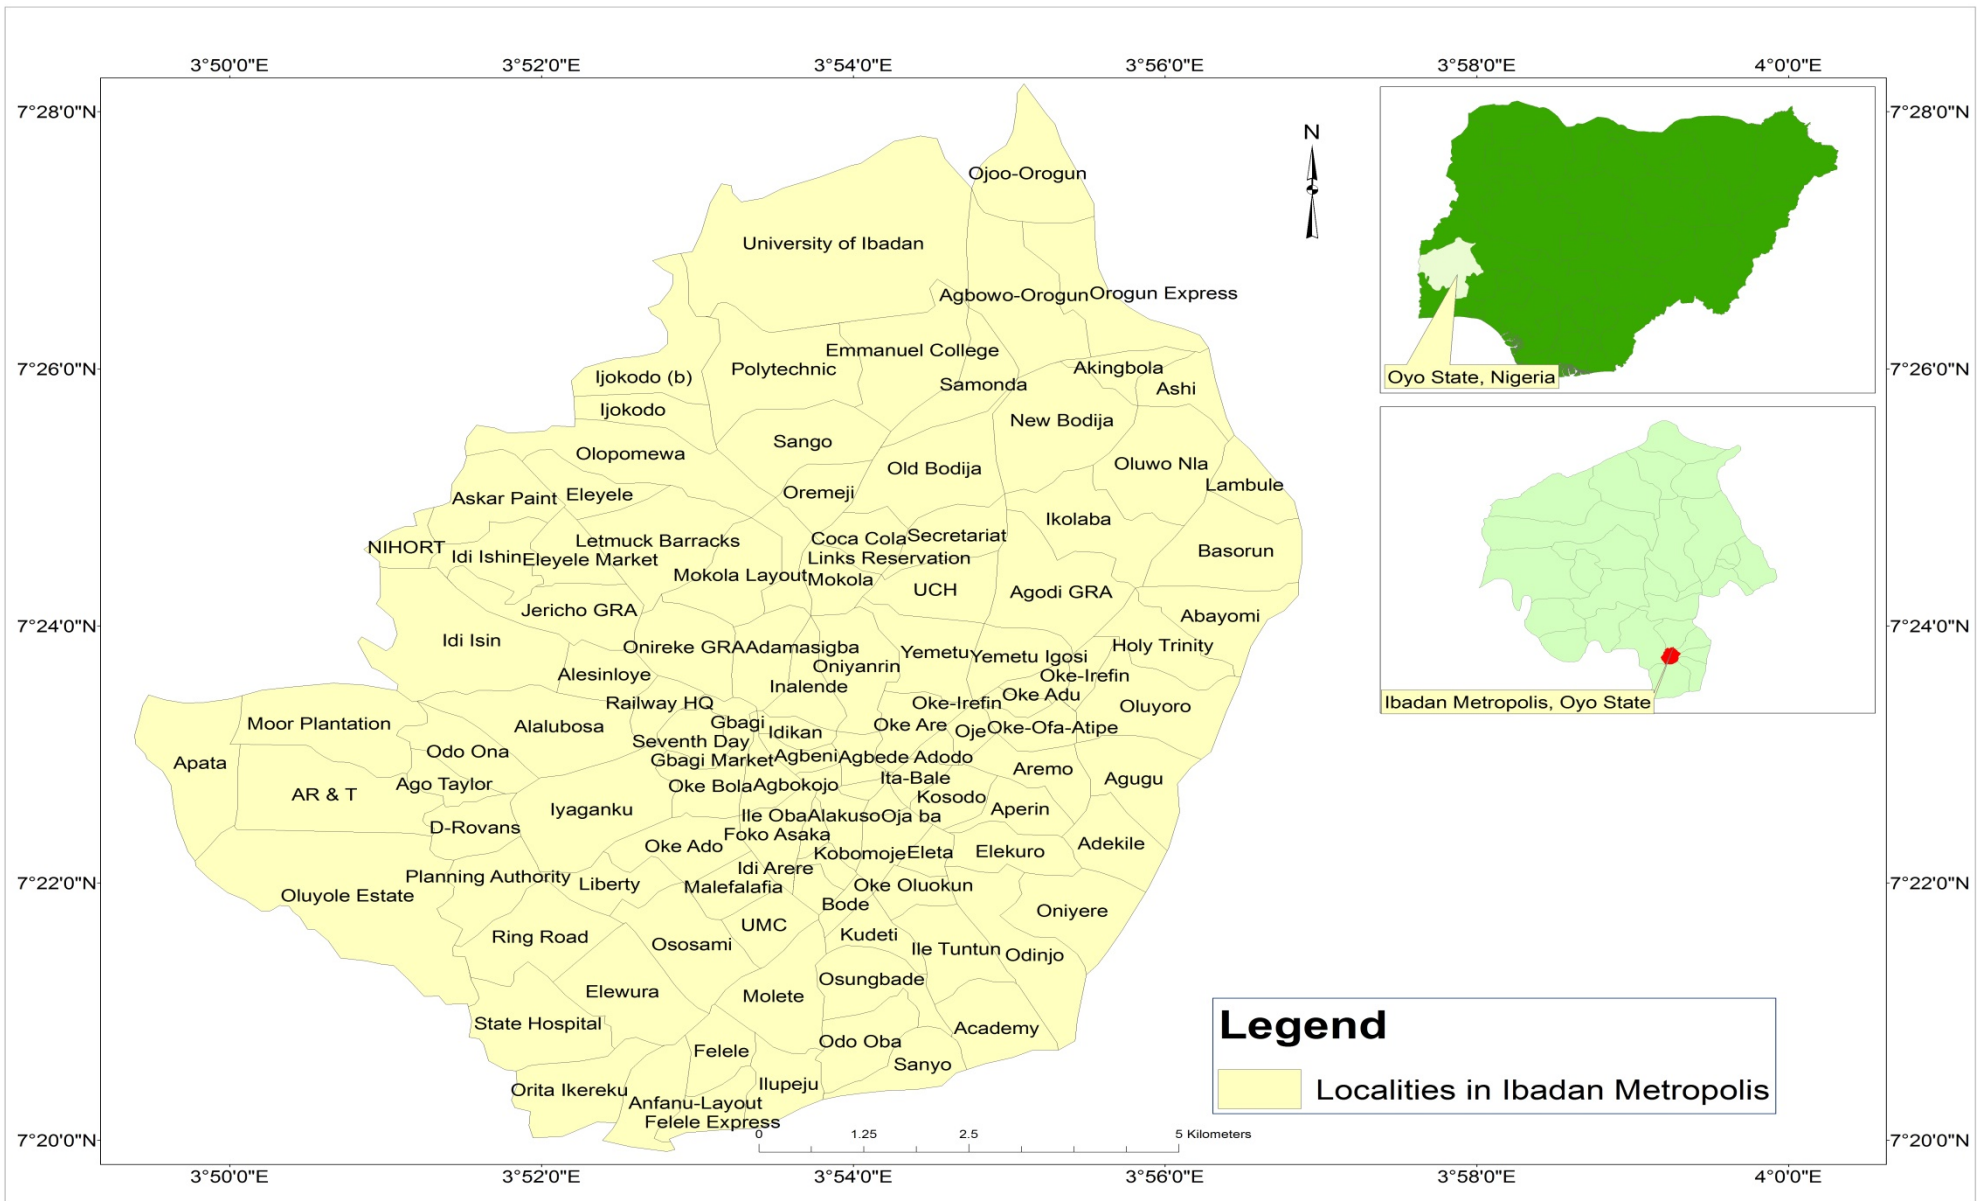 3°50'0"E 3°52'0"E 3°54'0"E 3°56'0"E 3°58'0"E 4°0'0"E
7°28'0"N 7°28'0"N
N
Ojoo-Orogun
University of Ibadan
Agbowo-Orogun Orogun Express
Emmanuel College
Polytechnic
Akingbola
7°26'0"N 7°26'0"N
Ijokodo (b)
Samonda
Ashi
Oyo State, Nigeria
Ijokodo
New Bodija
Sango
Olopomewa
Oluwo Nla
Old Bodija
Lambule
Askar Paint
Eleyele
Oremeji
Ikolaba
Letmuck Barracks
Coca Cola
Secretariat
NIHORT
Basorun
Idi Ishin
Eleyele Market
Links Reservation
Mokola Layout
Mokola
UCH
Agodi GRA
Jericho GRA
Abayomi
7°24'0"N 7°24'0"N
Idi Isin
Onireke GRA
Adamasigba
Yemetu
Yemetu Igosi
Holy Trinity
Oniyanrin
Alesinloye
Oke-Irefin
Inalende
Oke Adu
Railway HQ
Oke-Irefin
Oluyoro
Ibadan Metropolis, Oyo State
Moor Plantation
Alalubosa
Gbagi
Idikan
Oke Are
Oje
Oke-Ofa-Atipe
Seventh Day
Odo Ona
Apata
Gbagi Market
Agbeni
Agbede Adodo
Aremo
Agugu
Ago Taylor
Oke Bola
Agbokojo
Ita-Bale
AR & T
Kosodo
Iyaganku
Aperin
Ile Oba
Alakuso
Oja ba
D-Rovans
Foko Asaka
Oke Ado
Kobomoje
Eleta
Elekuro
Adekile
Idi Arere
7°22'0"N 7°22'0"N
Planning Authority
Liberty
Malefalafia
Oke Oluokun
Oluyole Estate
Bode
Oniyere
UMC
Ring Road
Ososami
Kudeti
Ile Tuntun
Odinjo
Osungbade
Elewura
Molete
State Hospital
Academy
Legend
Odo Oba
Felele
Sanyo
Orita Ikereku
Ilupeju
Localities in Ibadan Metropolis
Anfanu-Layout
Felele Express
0 1.25 2.5 5 Kilometers
7°20'0"N 7°20'0"N
3°50'0"E 3°52'0"E 3°54'0"E 3°56'0"E 3°58'0"E 4°0'0"E